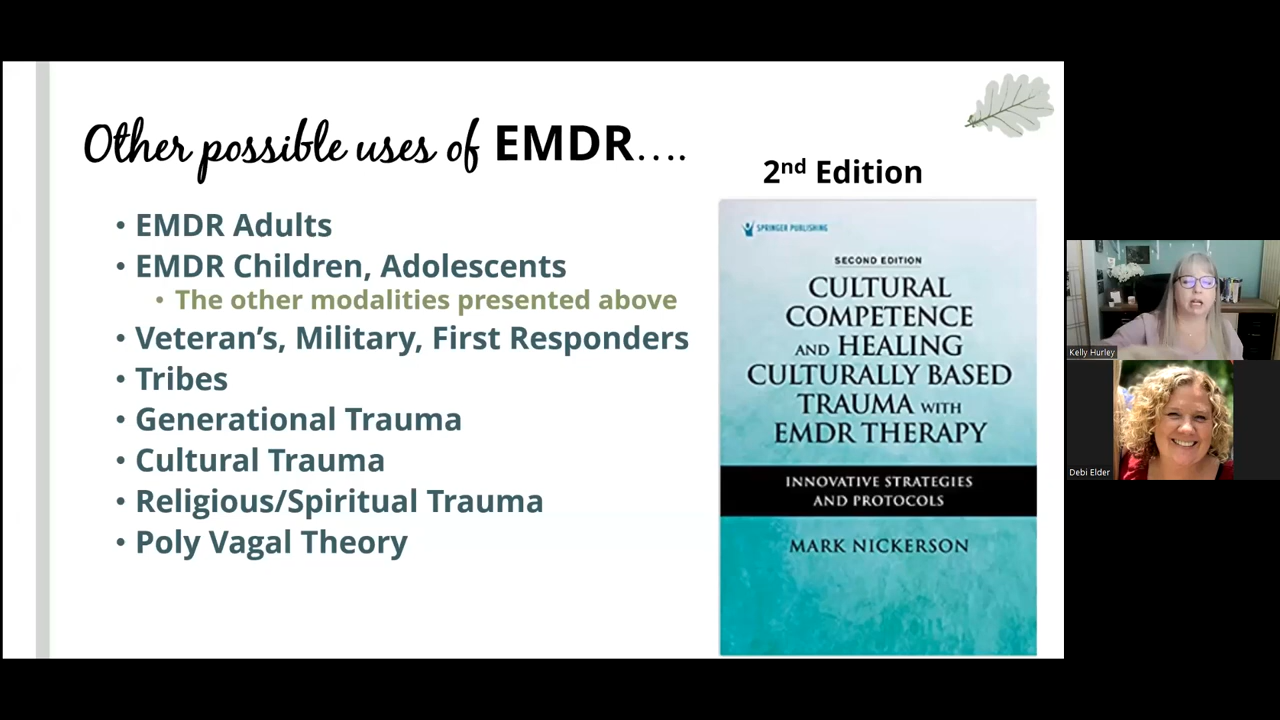 Other possible uses of EMDR....
• EMDR Adults
• EMDR Children, Adolescents
• The other modalities presented above
• Veteran’s, Military, First Responders
• Tribes
• Generational Trauma
• Cultural Trauma
• Religious/Spiritual Trauma
• Poly Vagal Theory
2nd Edition
SPRINGER PUBLISHING
SECOND EDITION
CULTURAL
COMPETENCE
AND HEALING
CULTURALLY BASED
TRAUMA WITH
EMDR THERAPY
INNOVATIVE STRATEGIES
AND PROTOCOLS
MARK NICKERSON
Kelly Hurley
Debi Elder